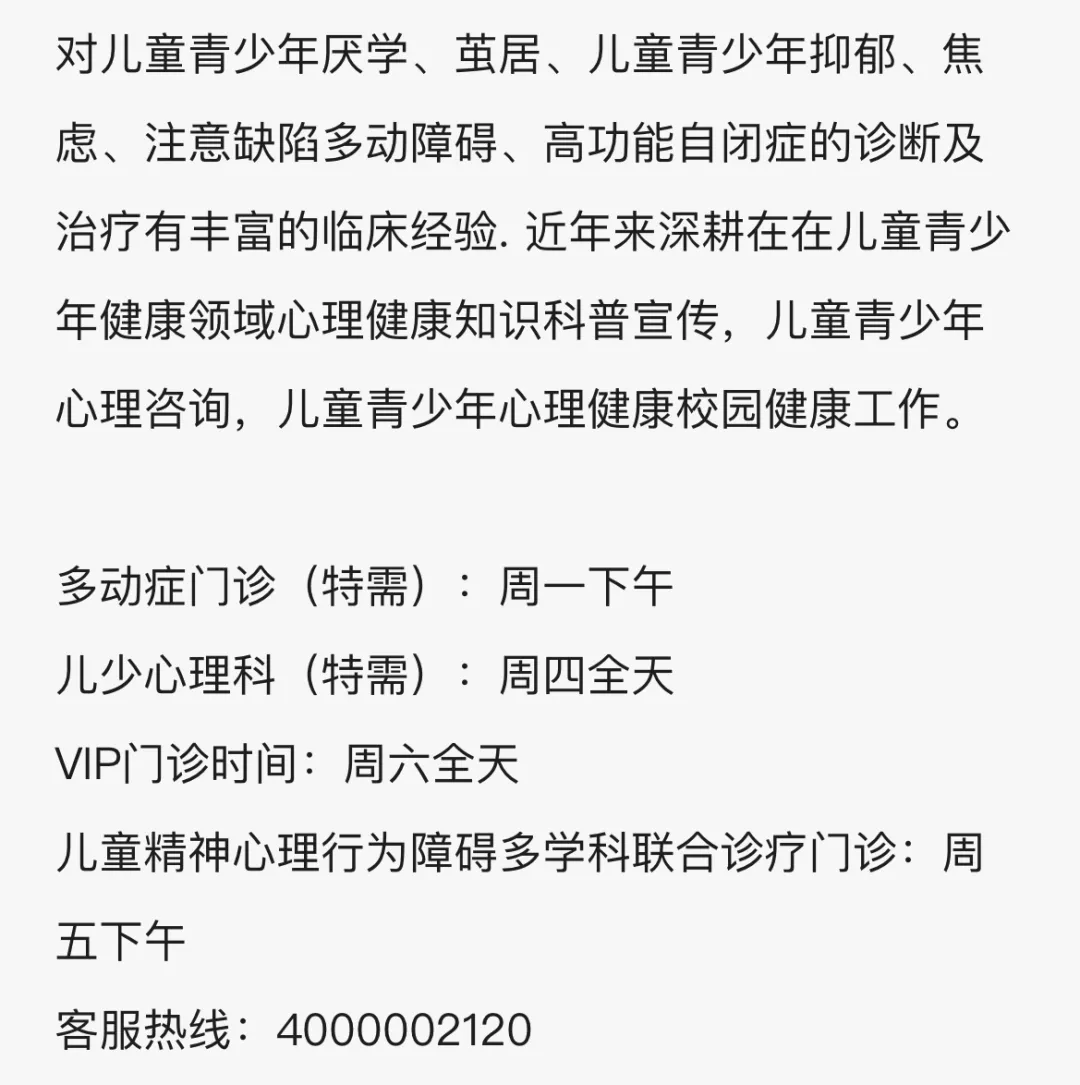 对儿童青少年厌学、茧居、儿童青少年抑郁、焦
虑、注意缺陷多动障碍、高功能自闭症的诊断及
治疗有丰富的临床经验. 近年来深耕在在儿童青少
年健康领域心理健康知识科普宣传，儿童青少年
心理咨询，儿童青少年心理健康校园健康工作。
多动症门诊（特需）：周一下午
儿少心理科（特需）：周四全天
VIP门诊时间：周六全天
儿童精神心理行为障碍多学科联合诊疗门诊：周
五下午
客服热线：4000002120